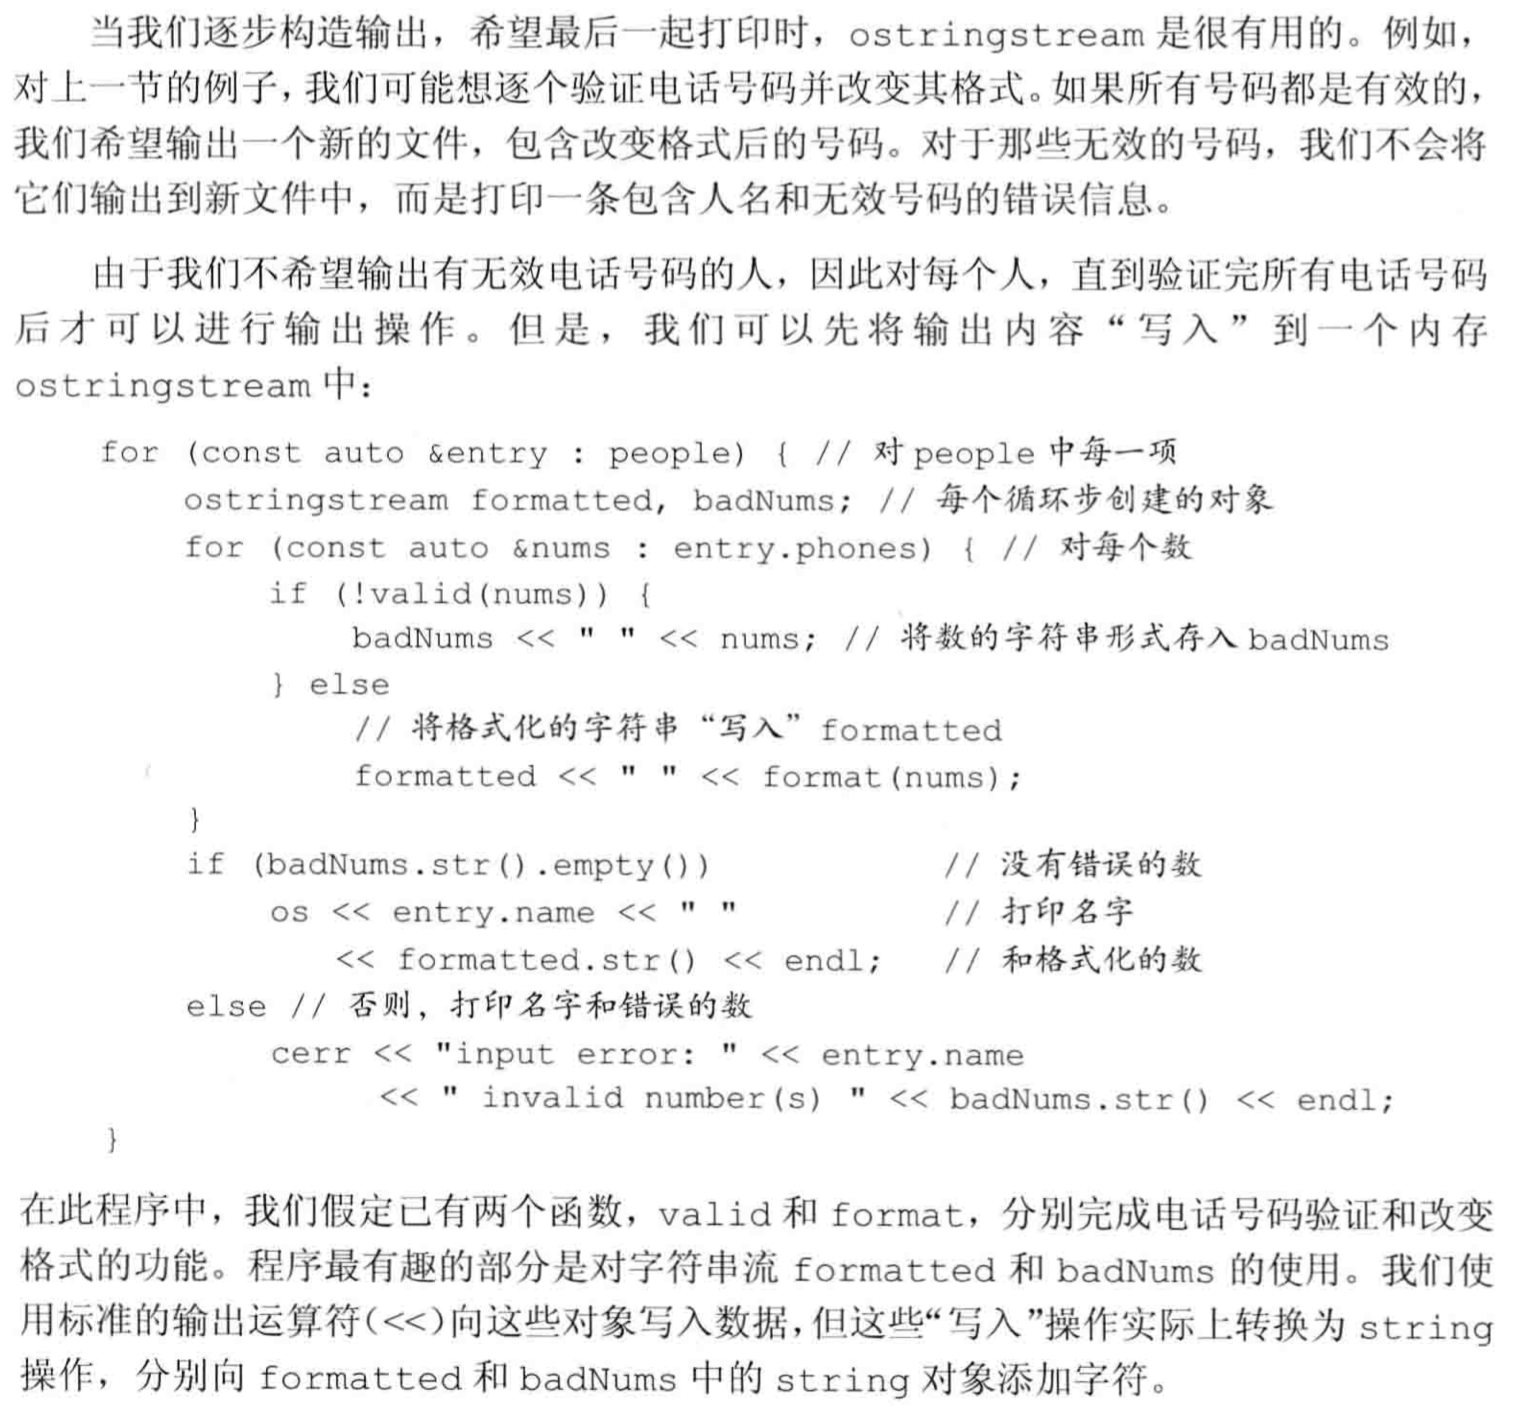 当我们逐步构造输出，希望最后一起打印时，ostringstream 是很有用的。例如，
对上一节的例子，我们可能想逐个验证电话号码并改变其格式。如果所有号码都是有效的，
我们希望输出一个新的文件，包含改变格式后的号码。对于那些无效的号码，我们不会将
它们输出到新文件中，而是打印一条包含人名和无效号码的错误信息。
由于我们不希望输出有无效电话号码的人，因此对每个人，直到验证完所有电话号码
后才可以进行输出操作。但是，我们可以先将输出内容“写入”到一个内存
ostringstream 中：
for (const auto &entry : people) { // 对 people 中每一项
    ostringstream formatted, badNums; // 每个循环步创建的对象
    for (const auto &nums : entry.phones) { // 对每个数
        if (!valid(nums)) {
            badNums << " " << nums; // 将数的字符串形式存入 badNums
        } else
            // 将格式化的字符串“写入” formatted
            formatted << " " << format(nums);
    }
    if (badNums.str().empty()) // 没有错误的数
        os << entry.name << " " // 打印名字
           << formatted.str() << endl; // 和格式化的数
    else // 否则，打印名字和错误的数
        cerr << "input error: " << entry.name
             << " invalid number(s) " << badNums.str() << endl;
}
在此程序中，我们假定已有两个函数，valid 和 format，分别完成电话号码验证和改变
格式的功能。程序最有趣的部分是对字符串流 formatted 和 badNums 的使用。我们使
用标准的输出运算符(<<)向这些对象写入数据，但这些“写入”操作实际上转换为 string
操作，分别向 formatted 和 badNums 中的 string 对象添加字符。